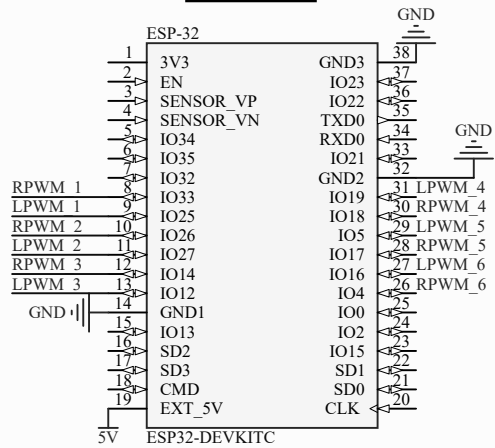 GND
ESP-32
1 3V3 GND3 38
2 EN IO23 37
3 SENSOR_VP IO22 36
4 SENSOR_VN TXD0 35
5 IO34 RXD0 34
GND
6 IO35 IO21 33
7 IO32 GND2 32
RPWM_1 8 IO33 IO19 31 LPWM_4
LPWM_1 9 IO25 IO18 30 RPWM_4
RPWM_2 10 IO26 IO5 29 LPWM_5
LPWM_2 11 IO27 IO17 28 RPWM_5
RPWM_3 12 IO14 IO16 27 LPWM_6
LPWM_3 13 IO12 IO4 26 RPWM_6
GND 14 GND1 IO0 25
15 IO13 IO2 24
16 SD2 IO15 23
17 SD3 SD1 22
18 CMD SD0 21
19 EXT_5V CLK 20
5V ESP32-DEVKITC